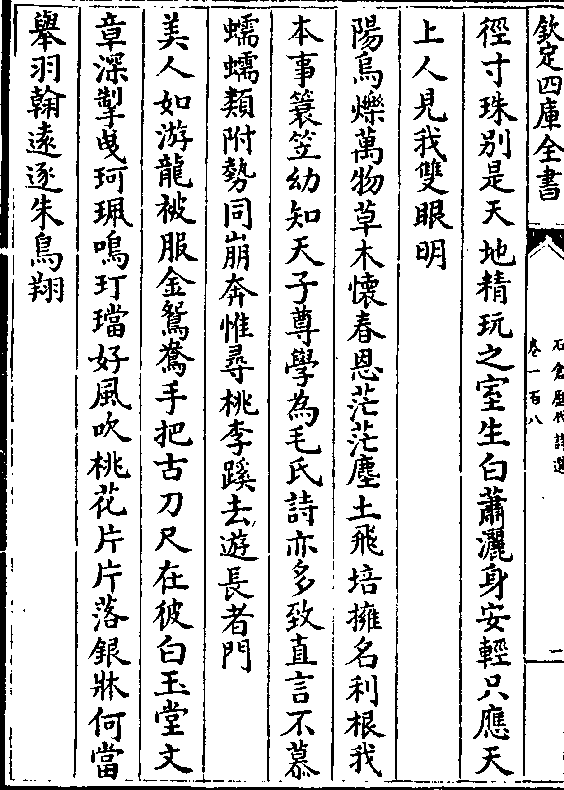 欽定四庫全書
石倉歷代詩選
卷一百八
二
徑寸珠别是天地精玩之室生白蕭灑身安輕只應天
上人見我雙眼明
陽烏爍萬物草木懷春恩茫茫塵土飛培擁名利根我
本事簑笠幼知天子尊學為毛氏詩亦多致直言不慕
蠕蠕類附勢同崩奔惟尋桃李蹊去遊長者門
美人如游龍被服金鴛鴦手把古刀尺在彼白玉堂文
章深掣曵珂珮鳴玎璫好風吹桃花片片落銀牀何當
舉羽翰遠逐朱鳥翔